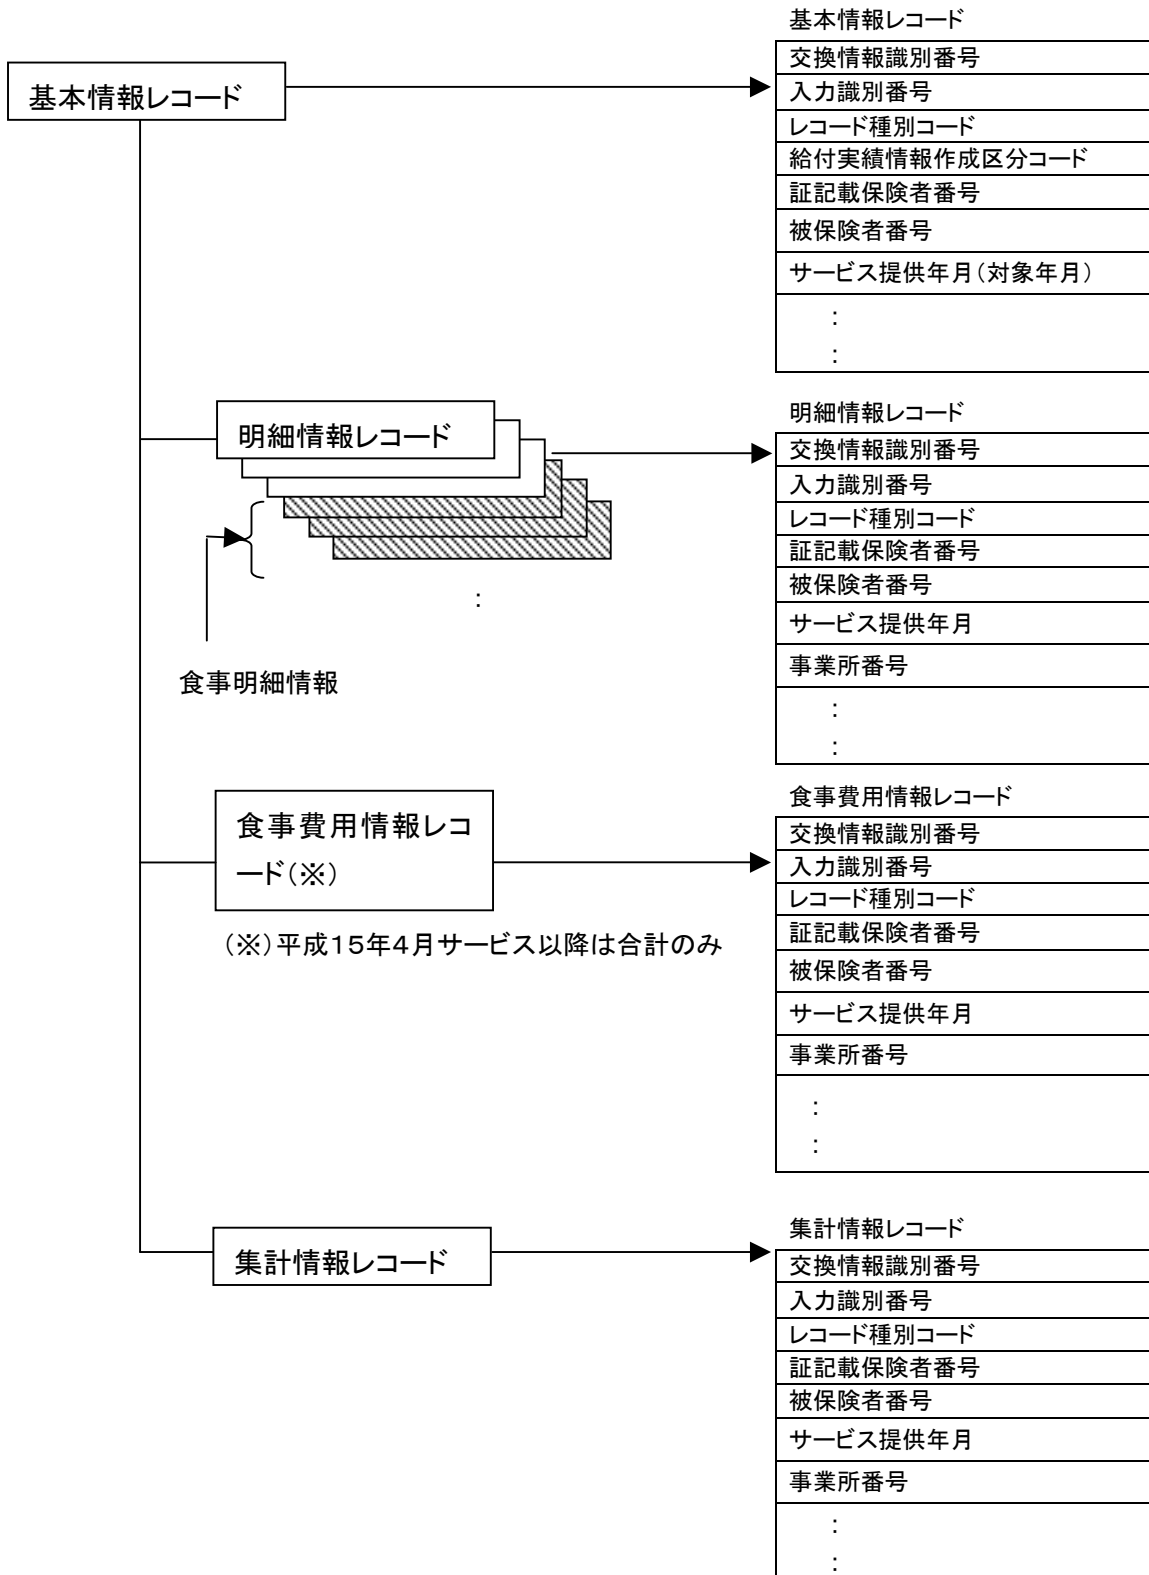 基本情報レコード
基本情報レコード
交換情報識別番号
入力識別番号
レコード種別コード
給付実績情報作成区分コード
証記載保険者番号
被保険者番号
サービス提供年月(対象年月)
:
:
明細情報レコード
食事明細情報
:
明細情報レコード
交換情報識別番号
入力識別番号
レコード種別コード
証記載保険者番号
被保険者番号
サービス提供年月
事業所番号
:
:
食事費用情報レコ
ード(※)
(※)平成15年4月サービス以降は合計のみ
食事費用情報レコード
交換情報識別番号
入力識別番号
レコード種別コード
証記載保険者番号
被保険者番号
サービス提供年月
事業所番号
:
:
集計情報レコード
集計情報レコード
交換情報識別番号
入力識別番号
レコード種別コード
証記載保険者番号
被保険者番号
サービス提供年月
事業所番号
:
: